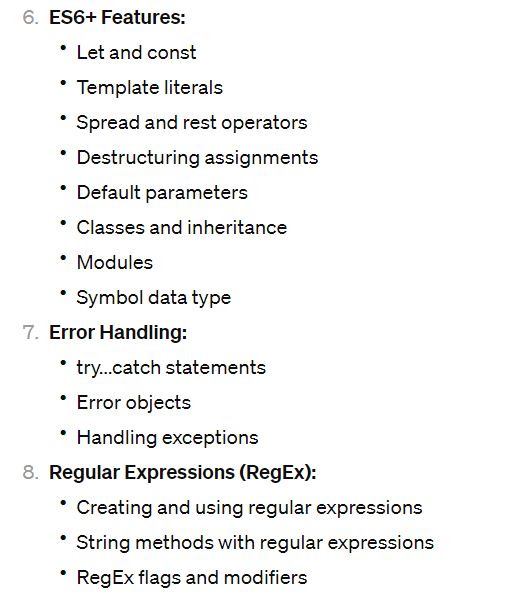 6. ES6+ Features:
• Let and const
• Template literals
• Spread and rest operators
• Destructuring assignments
• Default parameters
• Classes and inheritance
• Modules
• Symbol data type
7. Error Handling:
• try...catch statements
• Error objects
• Handling exceptions
8. Regular Expressions (RegEx):
• Creating and using regular expressions
• String methods with regular expressions
• RegEx flags and modifiers